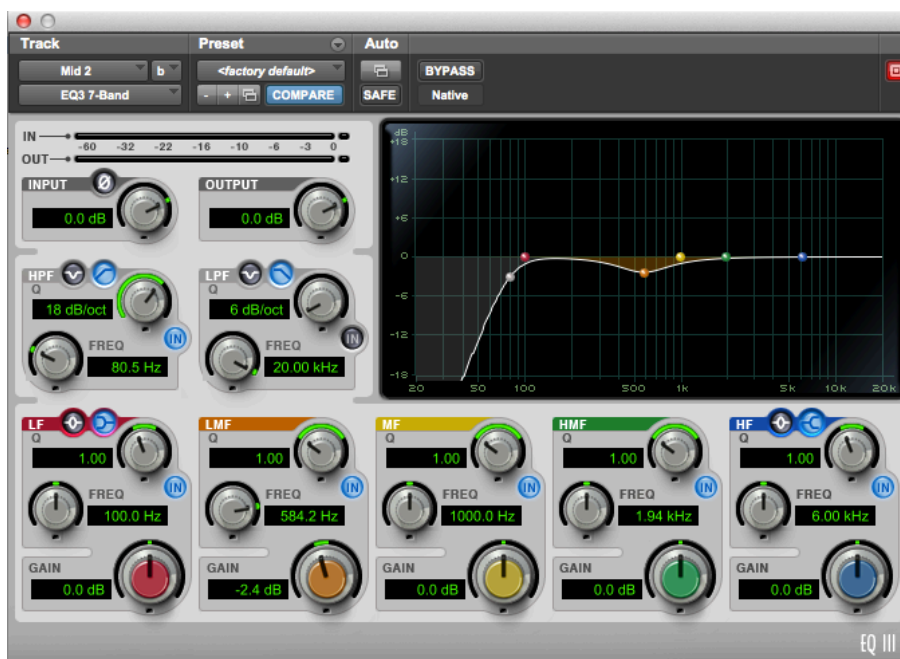 Track Preset Auto
Mid 2 b <factory default> BYPASS
EQ3 7-Band - + COMPARE SAFE Native
IN
-60 -32 -22 -16 -10 -6 -3 0
OUT
INPUT Ø OUTPUT
0.0 dB 0.0 dB
HPF LPF
Q Q
18 dB/oct 6 dB/oct
IN IN
FREQ FREQ
80.5 Hz 20.00 kHz
dB
+18
+12
+6
0
-6
-12
-18
20 50 100 500 1k 5k 10k 20k
LF LMF MF HMF HF
Q Q Q Q Q
1.00 1.00 1.00 1.00 1.00
IN IN IN IN IN
FREQ FREQ FREQ FREQ FREQ
100.0 Hz 584.2 Hz 1000.0 Hz 1.94 kHz 6.00 kHz
GAIN GAIN GAIN GAIN GAIN
0.0 dB -2.4 dB 0.0 dB 0.0 dB 0.0 dB
EQ III